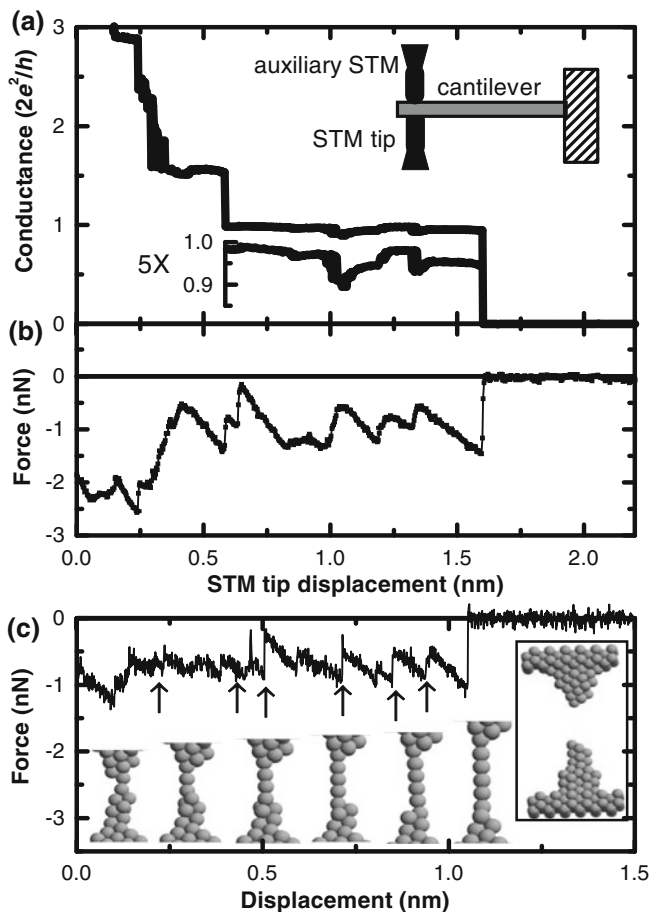 (a)
Conductance (2e²/h)
3
2
1
0
auxiliary STM
cantilever
STM tip
5X
1.0
0.9
(b)
Force (nN)
0
-1
-2
-3
0.0 0.5 1.0 1.5 2.0
STM tip displacement (nm)
(c)
Force (nN)
0
-1
-2
-3
0.0 0.5 1.0 1.5
Displacement (nm)